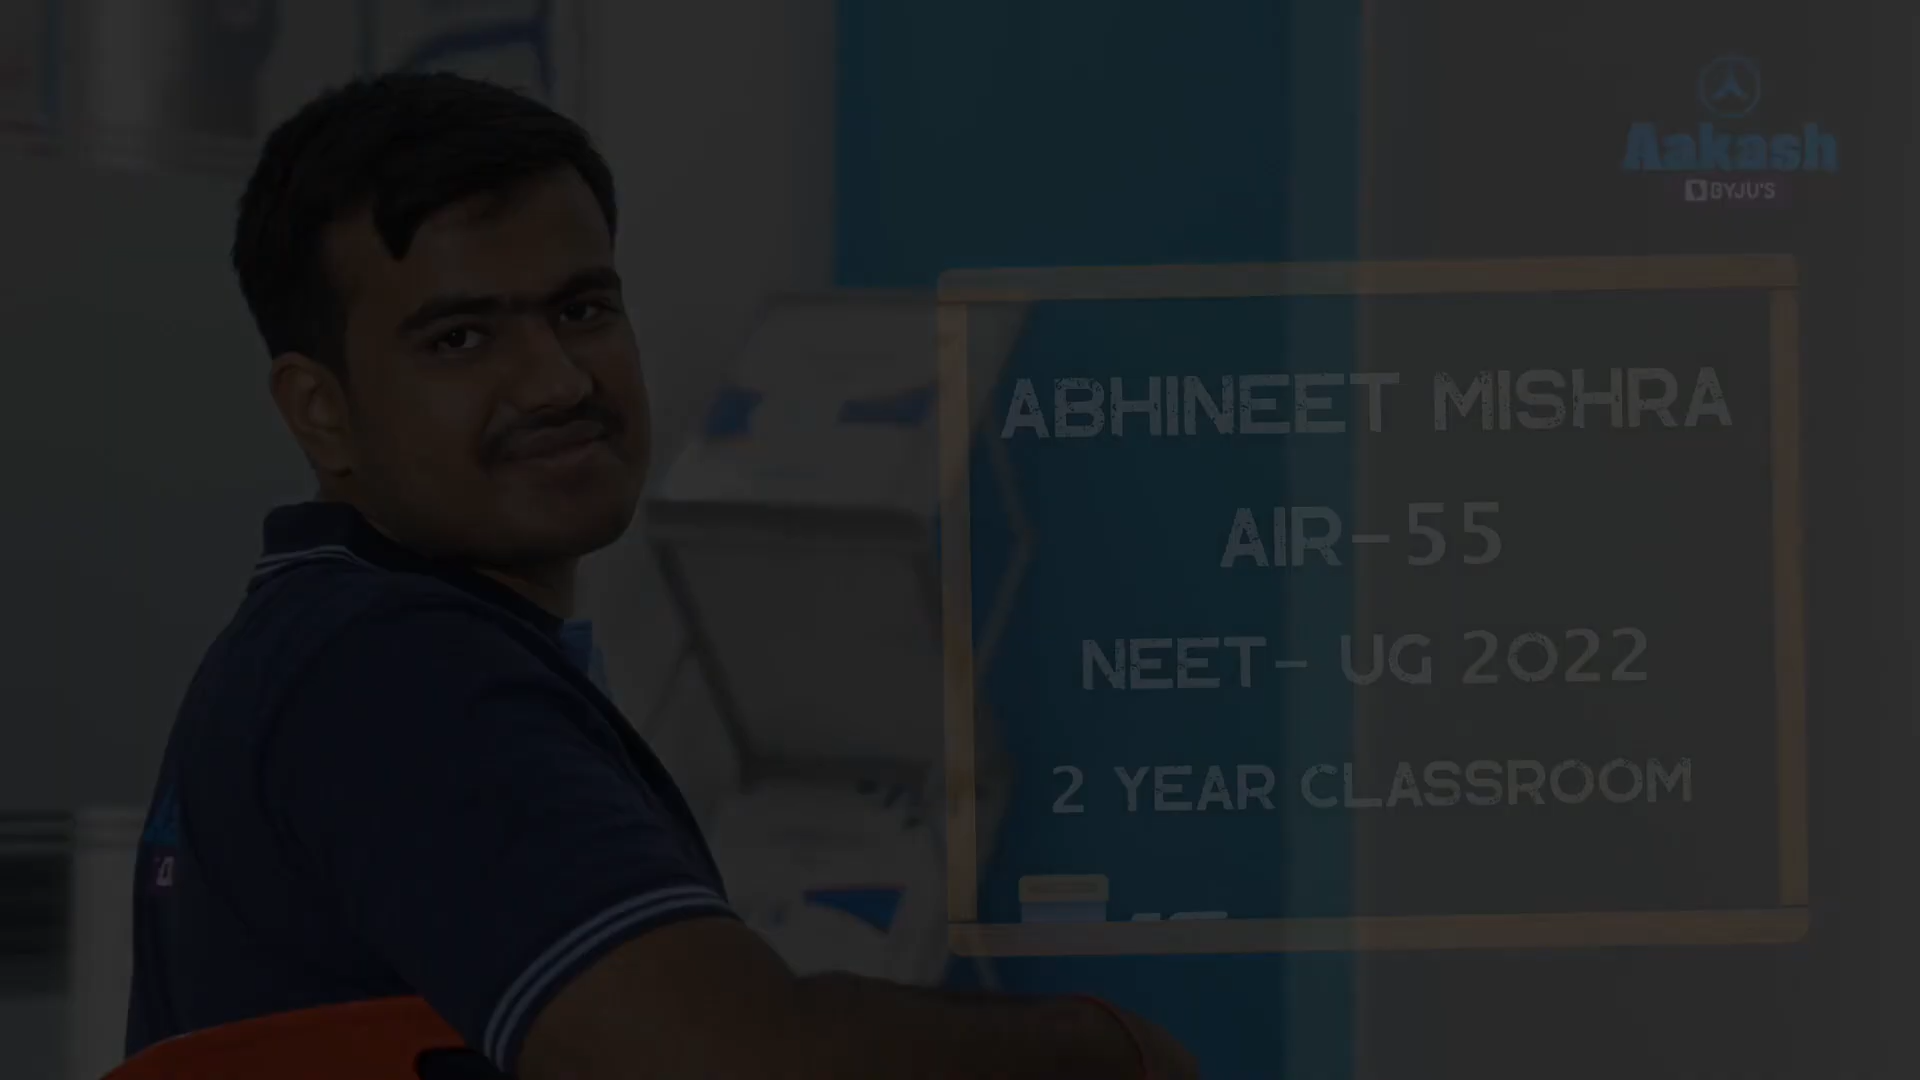 Aakash
BYJU'S
ABHINEET MISHRA
AIR-55
NEET- UG 2022
2 YEAR CLASSROOM